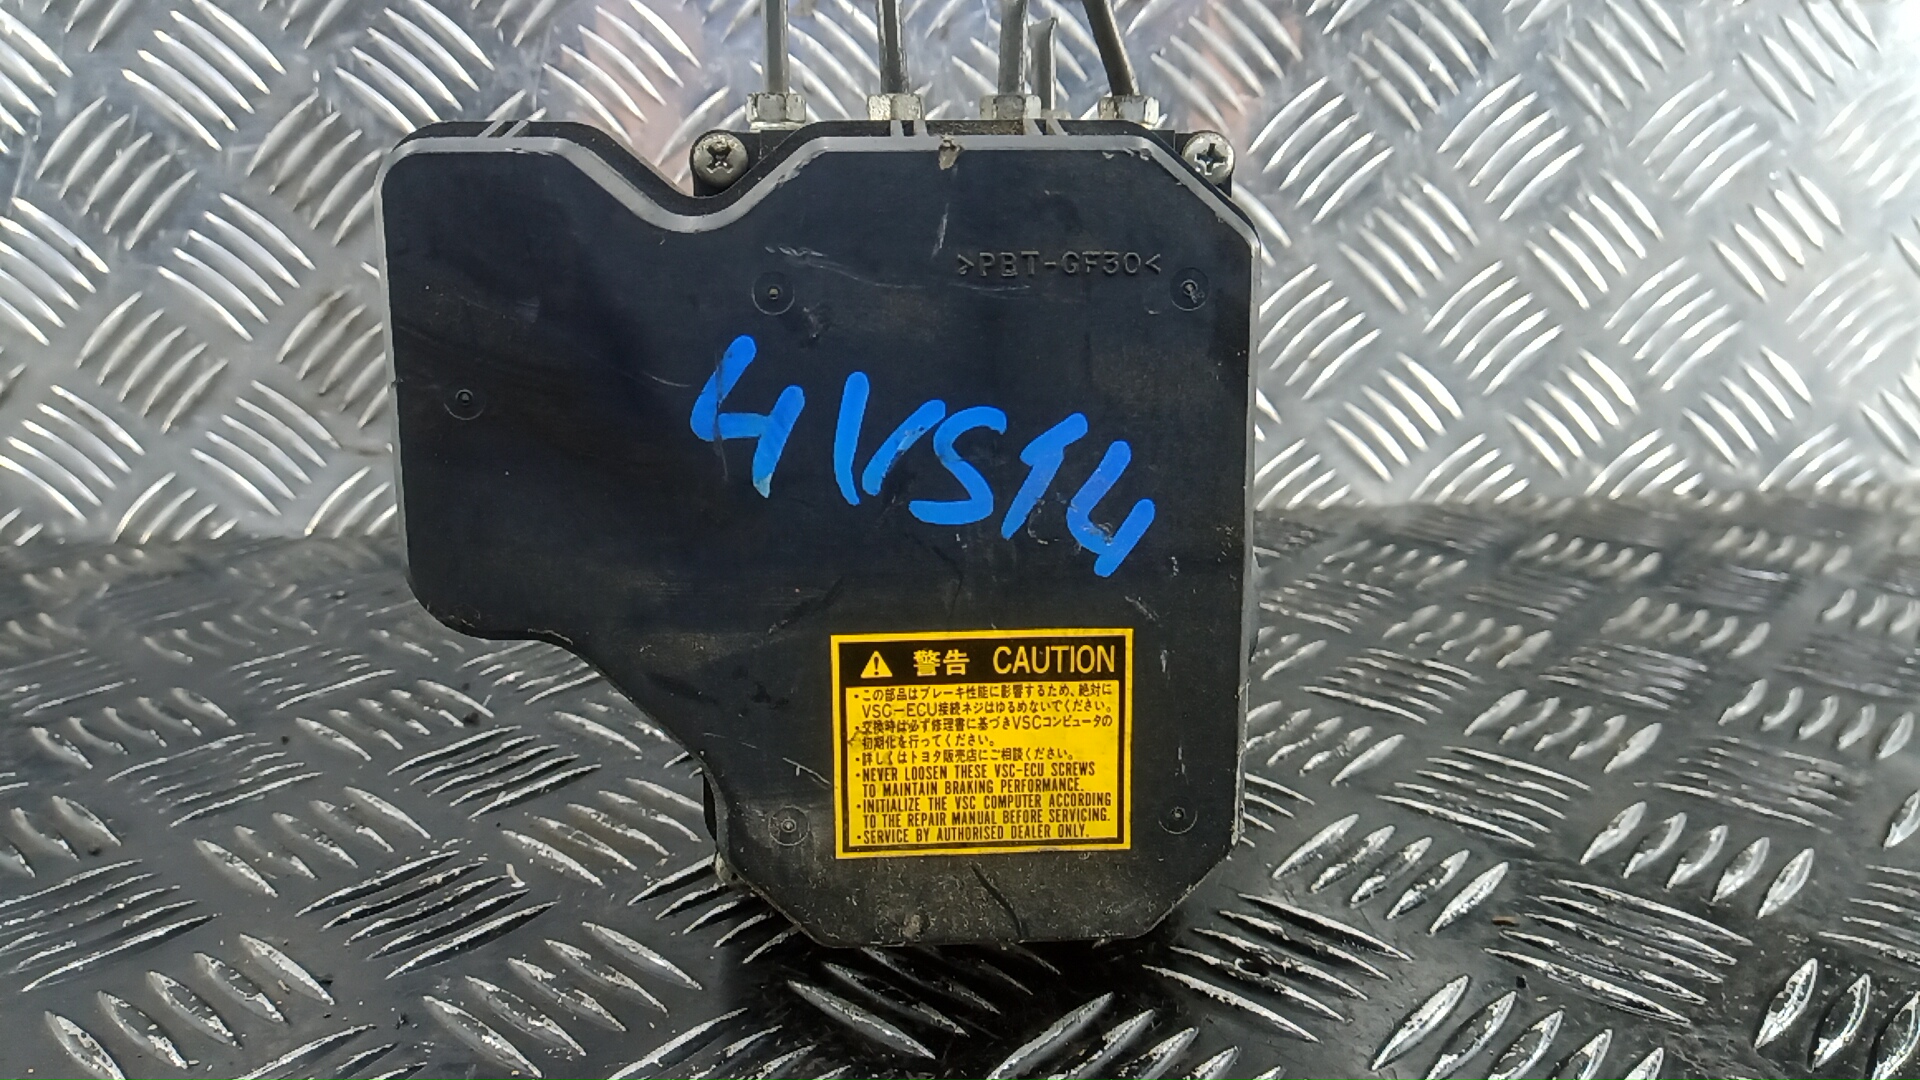 >PBT-GF30<
4VST4
警告 CAUTION
・この部品はブレーキ性能に影響するため、絶対に
VSC-ECU接続ネジはゆるめないでください。
・交換時は必ず修理書に基づきVSCコンピュータの
初期化を行ってください。
・詳しくはトヨタ販売店にご相談ください。
・NEVER LOOSEN THESE VSC-ECU SCREWS
TO MAINTAIN BRAKING PERFORMANCE.
・INITIALIZE THE VSC COMPUTER ACCORDING
TO THE REPAIR MANUAL BEFORE SERVICING.
・SERVICE BY AUTHORISED DEALER ONLY.